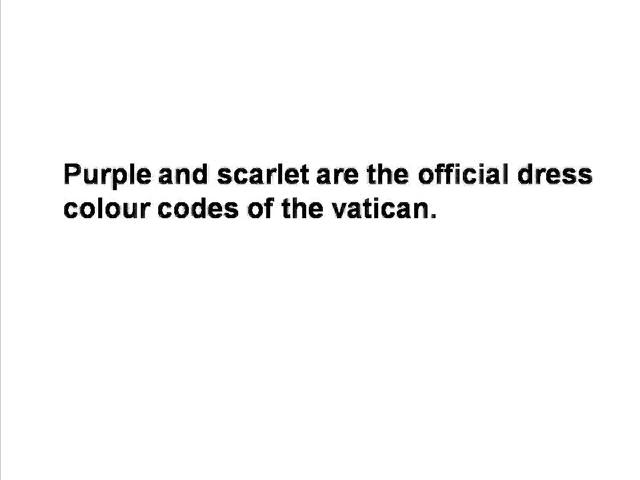 Purple and scarlet are the official dress
colour codes of the vatican.